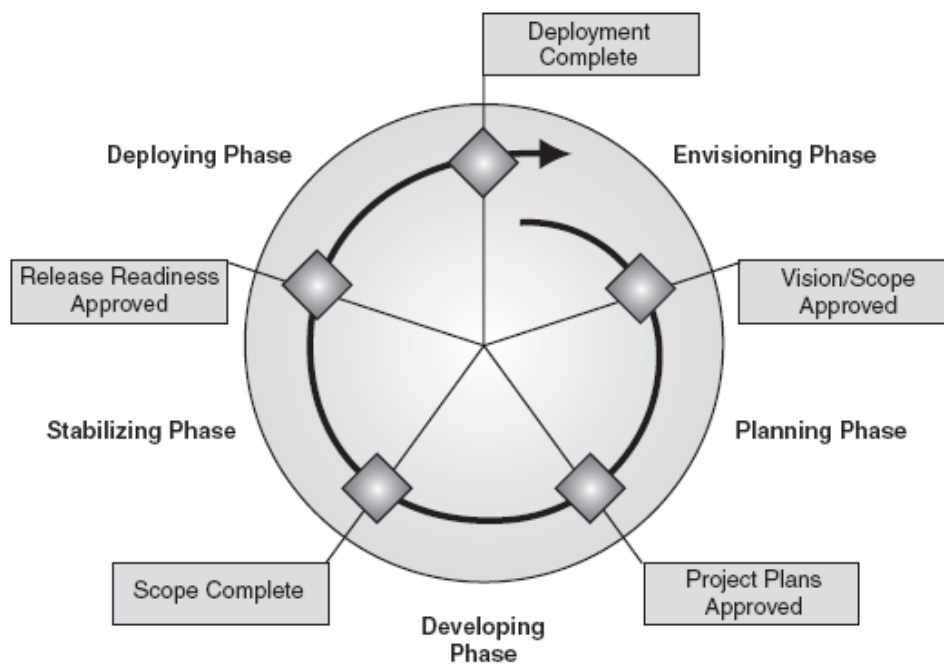 Deployment
Complete
Deploying Phase
Envisioning Phase
Release Readiness
Approved
Vision/Scope
Approved
Stabilizing Phase
Planning Phase
Scope Complete
Project Plans
Approved
Developing
Phase